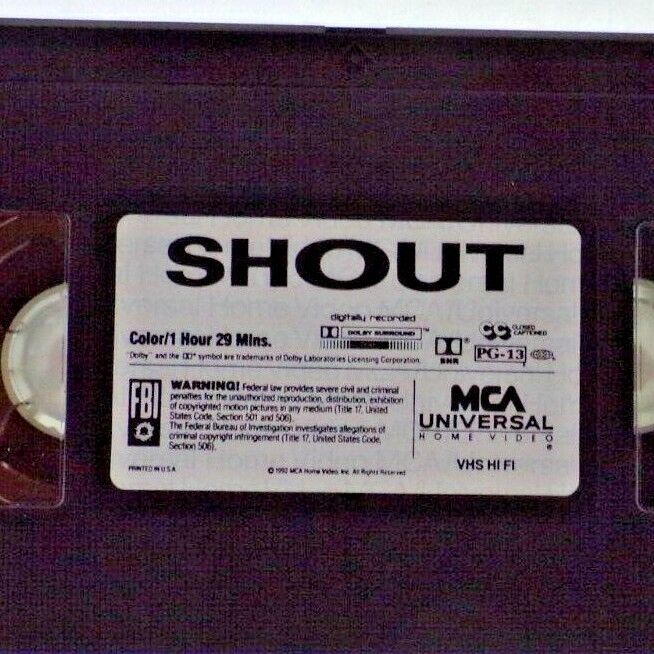 SHOUT
digitally recorded
Color/1 Hour 29 Mins.
DOLBY SURROUND™
BNR
CC CLOSED CAPTIONED
PG-13
"Dolby" and the DD" symbol are trademarks of Dolby Laboratories Licensing Corporation.
FBI
WARNING! Federal law provides severe civil and criminal
penalties for the unauthorized reproduction, distribution, exhibition
of copyrighted motion pictures in any medium (Title 17, United
States Code, Section 501 and 506).
The Federal Bureau of Investigation investigates allegations of
criminal copyright infringement (Title 17, United States Code,
Section 506).
MCA
UNIVERSAL
HOME VIDEO
®
PRINTED IN U.S.A.
© 1992 MCA Home Video, Inc. All Rights Reserved
VHS HI FI